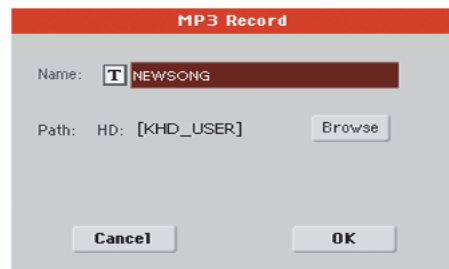 MP3 Record
Name: T NEWSONG
Path: HD: [KHD_USER] Browse
Cancel OK